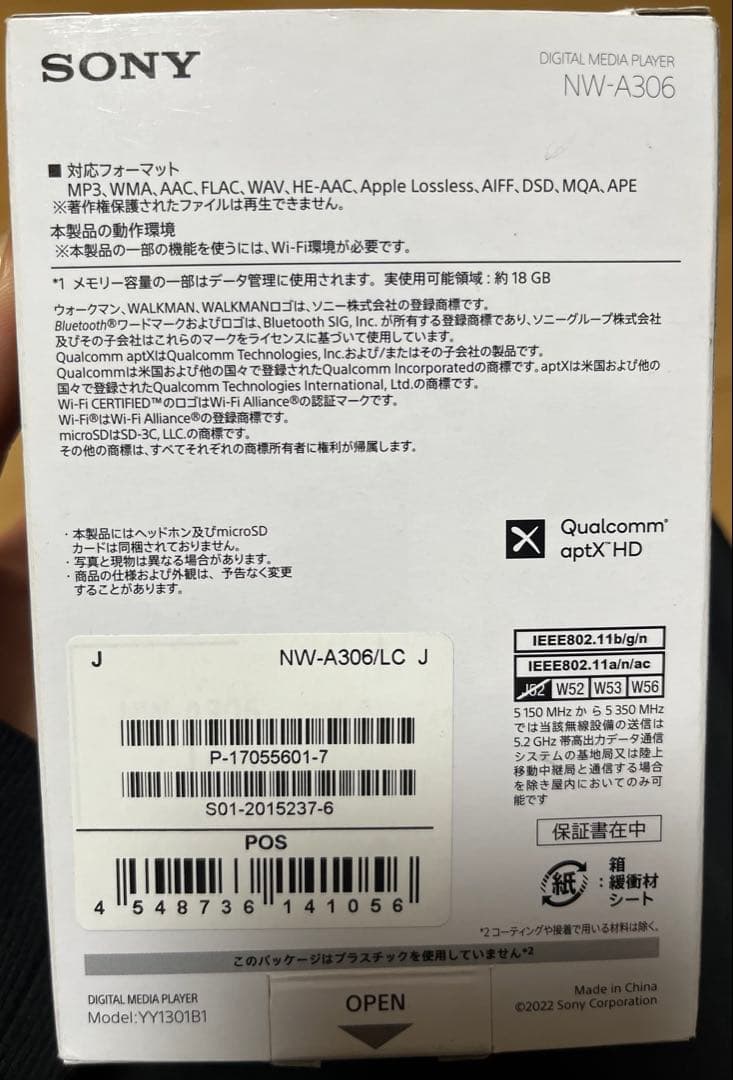 SONY
DIGITAL MEDIA PLAYER
NW-A306
■ 対応フォーマット
MP3、WMA、AAC、FLAC、WAV、HE-AAC、Apple Lossless、AIFF、DSD、MQA、APE
※著作権保護されたファイルは再生できません。
本製品の動作環境
※本製品の一部の機能を使うには、Wi-Fi環境が必要です。
*1 メモリー容量の一部はデータ管理に使用されます。実使用可能領域：約 18 GB
ウォークマン、WALKMAN、WALKMANロゴは、ソニー株式会社の登録商標です。
Bluetooth®ワードマークおよびロゴは、Bluetooth SIG, Inc. が所有する登録商標であり、ソニーグループ株式会社
及びその子会社はこれらのマークをライセンスに基づいて使用しています。
Qualcomm aptXはQualcomm Technologies, Inc.および/またはその子会社の製品です。
Qualcommは米国および他の国々で登録されたQualcomm Incorporatedの商標です。aptXは米国および他の
国々で登録されたQualcomm Technologies International, Ltd.の商標です。
Wi-Fi CERTIFIED™のロゴはWi-Fi Alliance®の認証マークです。
Wi-Fi®はWi-Fi Alliance®の登録商標です。
microSDはSD-3C, LLC.の商標です。
その他の商標は、すべてそれぞれの商標所有者に権利が帰属します。
・本製品にはヘッドホン及びmicroSD
カードは同梱されておりません。
・写真と現物は異なる場合があります。
・商品の仕様および外観は、予告なく変更
することがあります。
Qualcomm®
aptX™ HD
J NW-A306/LC J
P-17055601-7
S01-2015237-6
POS
4 548736 141056
IEEE802.11b/g/n
IEEE802.11a/n/ac
J52 W52 W53 W56
5 150 MHz から 5 350 MHz
では当該無線設備の送信は
5.2 GHz 帯高出力データ通信
システムの基地局又は陸上
移動中継局と通信する場合
を除き屋内においてのみ可
能です
保証書在中
紙 ： 箱
緩衝材
シート
*2 コーティングや接着で用いる材料は除く。
このパッケージはプラスチックを使用していません*2
DIGITAL MEDIA PLAYER
Model:YY1301B1
OPEN
Made in China
©2022 Sony Corporation